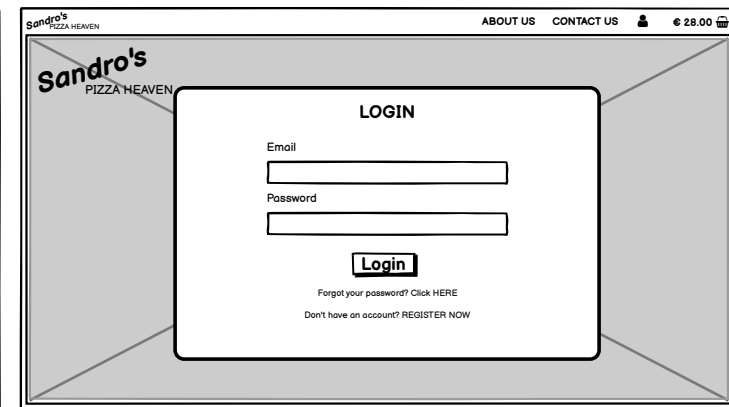 Sandro's
PIZZA HEAVEN
ABOUT US CONTACT US € 28.00
Sandro's
PIZZA HEAVEN
LOGIN
Email
Password
Login
Forgot your password? Click HERE
Don't have an account? REGISTER NOW